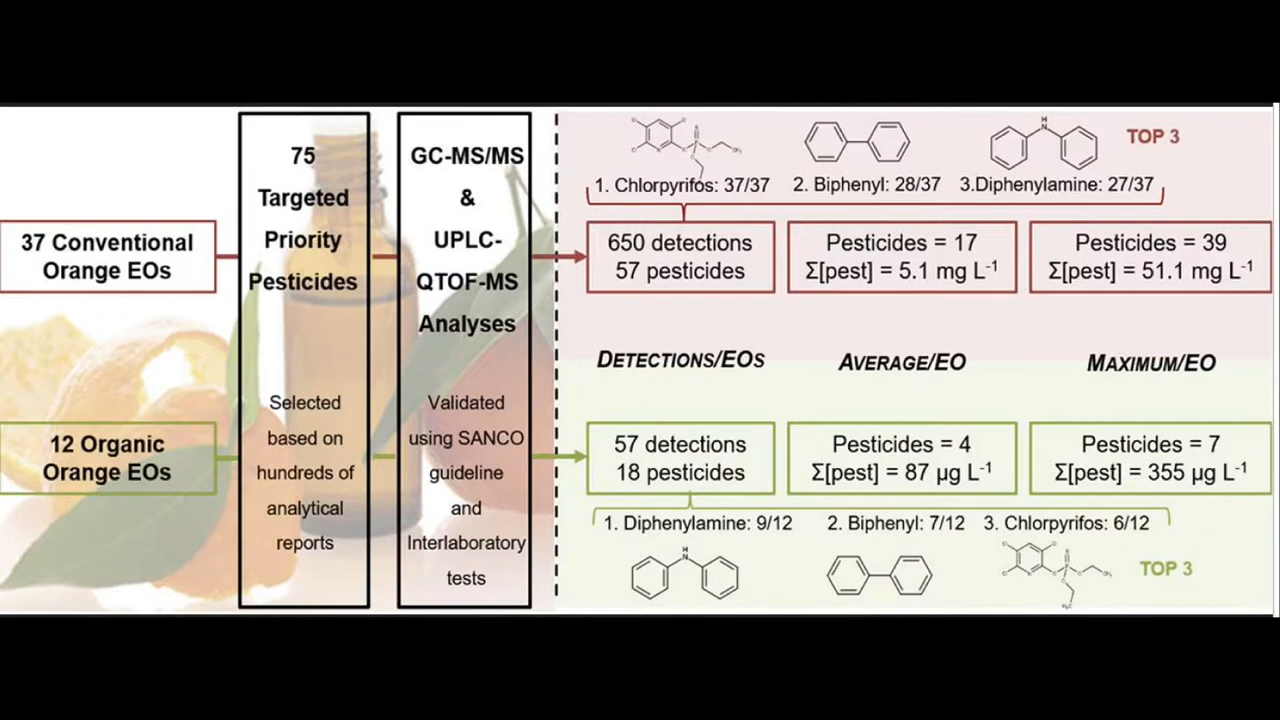 37 Conventional
Orange EOs
12 Organic
Orange EOs
75
Targeted
Priority
Pesticides
Selected
based on
hundreds of
analytical
reports
GC-MS/MS
&
UPLC-
QTOF-MS
Analyses
Validated
using SANCO
guideline
and
Interlaboratory
tests
TOP 3
1. Chlorpyrifos: 37/37
2. Biphenyl: 28/37
3.Diphenylamine: 27/37
650 detections
57 pesticides
Pesticides = 17
Σ[pest] = 5.1 mg L⁻¹
Pesticides = 39
Σ[pest] = 51.1 mg L⁻¹
DETECTIONS/EOS
AVERAGE/EO
MAXIMUM/EO
57 detections
18 pesticides
Pesticides = 4
Σ[pest] = 87 µg L⁻¹
Pesticides = 7
Σ[pest] = 355 µg L⁻¹
1. Diphenylamine: 9/12
2. Biphenyl: 7/12
3. Chlorpyrifos: 6/12
TOP 3